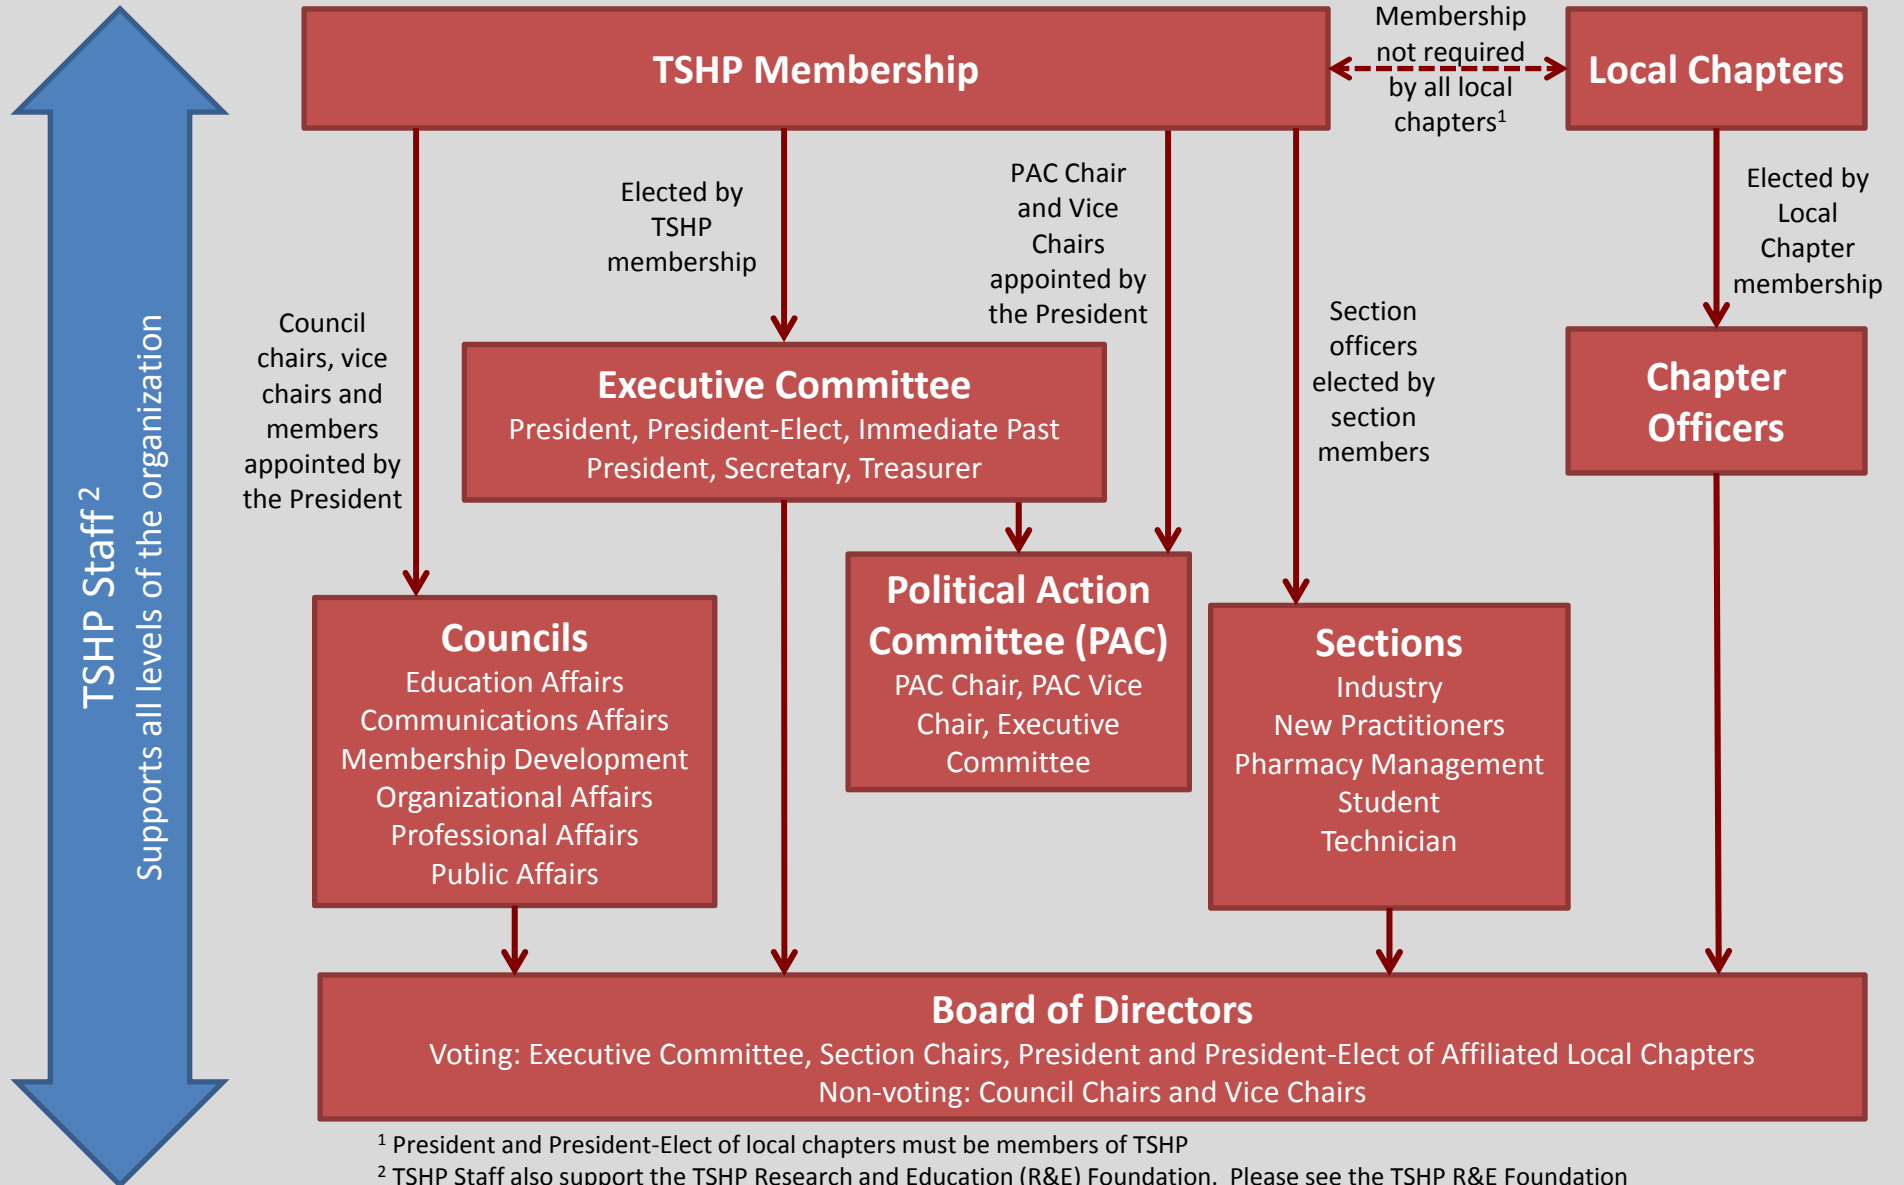 TSHP Membership
Membership
not required
by all local
chapters¹
Local Chapters
Elected by
TSHP
membership
PAC Chair
and Vice
Chairs
appointed by
the President
Elected by
Local
Chapter
membership
Council
chairs, vice
chairs and
members
appointed by
the President
Section
officers
elected by
section
members
TSHP Staff ²
Supports all levels of the organization
Executive Committee
President, President-Elect, Immediate Past
President, Secretary, Treasurer
Chapter
Officers
Councils
Education Affairs
Communications Affairs
Membership Development
Organizational Affairs
Professional Affairs
Public Affairs
Political Action
Committee (PAC)
PAC Chair, PAC Vice
Chair, Executive
Committee
Sections
Industry
New Practitioners
Pharmacy Management
Student
Technician
Board of Directors
Voting: Executive Committee, Section Chairs, President and President-Elect of Affiliated Local Chapters
Non-voting: Council Chairs and Vice Chairs
¹ President and President-Elect of local chapters must be members of TSHP
² TSHP Staff also support the TSHP Research and Education (R&E) Foundation. Please see the TSHP R&E Foundation